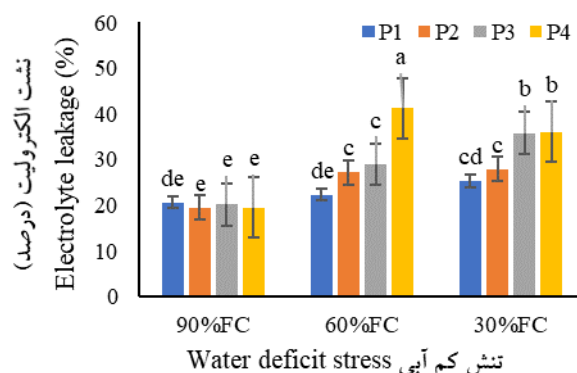 60
50
40
30
20
10
0
نشت الکترولیت (درصد)
Electrolyte leakage (%)
P1 P2 P3 P4
de e e e
de c c a
cd c b b
90%FC 60%FC 30%FC
Water deficit stress تنش کم آبی